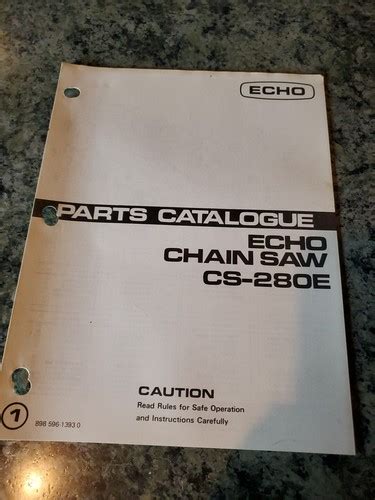 ECHO
PARTS CATALOGUE
ECHO
CHAIN SAW
CS-280E
CAUTION
Read Rules for Safe Operation
and Instructions Carefully
1
898 596-1393 0